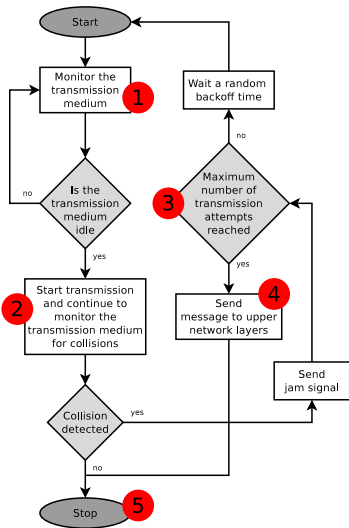 Start
Monitor the
transmission
medium
1
no
Is the
transmission
medium
idle
yes
2
Start transmission
and continue to
monitor the
transmission medium
for collisions
Collision
detected
yes
no
Stop
5
Wait a random
backoff time
no
3
Maximum
number of
transmission
attempts
reached
yes
4
Send
message to upper
network layers
Send
jam signal